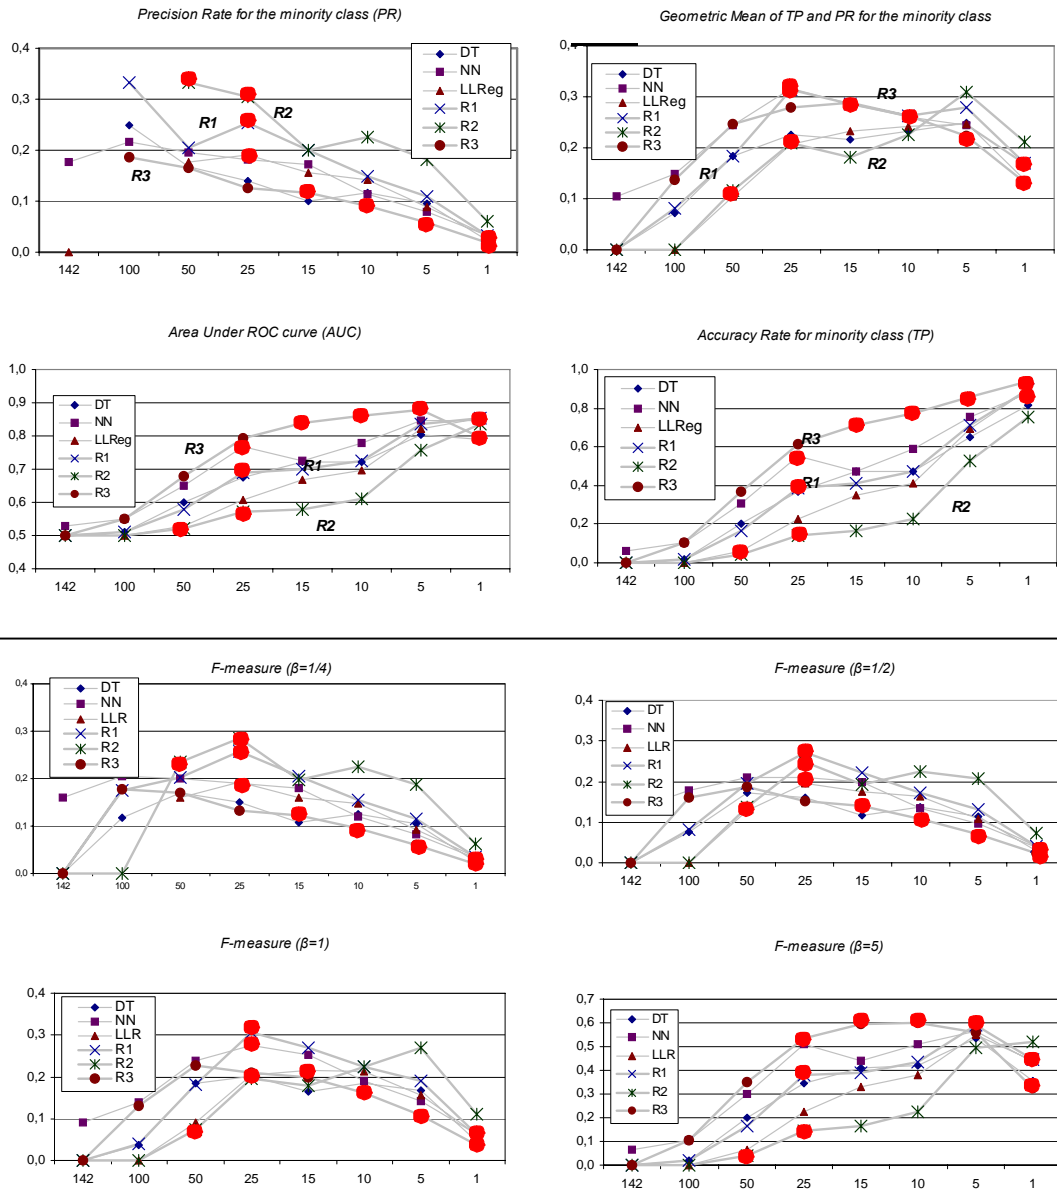 Precision Rate for the minority class (PR)
0,4
0,3
0,2
0,1
0,0
142 100 50 25 15 10 5 1
DT
NN
LLReg
R1
R2
R3
R1
R2
R3
Geometric Mean of TP and PR for the minority class
0,4
0,3
0,2
0,1
0,0
142 100 50 25 15 10 5 1
DT
NN
LLReg
R1
R2
R3
R3
R1
R2
Area Under ROC curve (AUC)
1,0
0,9
0,8
0,7
0,6
0,5
0,4
142 100 50 25 15 10 5 1
DT
NN
LLReg
R1
R2
R3
R3
R1
R2
Accuracy Rate for minority class (TP)
1,0
0,8
0,6
0,4
0,2
0,0
142 100 50 25 15 10 5 1
DT
NN
LLReg
R1
R2
R3
R3
R1
R2
F-measure (β=1/4)
0,4
0,3
0,2
0,1
0,0
142 100 50 25 15 10 5 1
DT
NN
LLR
R1
R2
R3
F-measure (β=1/2)
0,4
0,3
0,2
0,1
0,0
142 100 50 25 15 10 5 1
DT
NN
LLR
R1
R2
R3
F-measure (β=1)
0,4
0,3
0,2
0,1
0,0
142 100 50 25 15 10 5 1
DT
NN
LLR
R1
R2
R3
F-measure (β=5)
0,7
0,6
0,5
0,4
0,3
0,2
0,1
0,0
142 100 50 25 15 10 5 1
DT
NN
LLR
R1
R2
R3